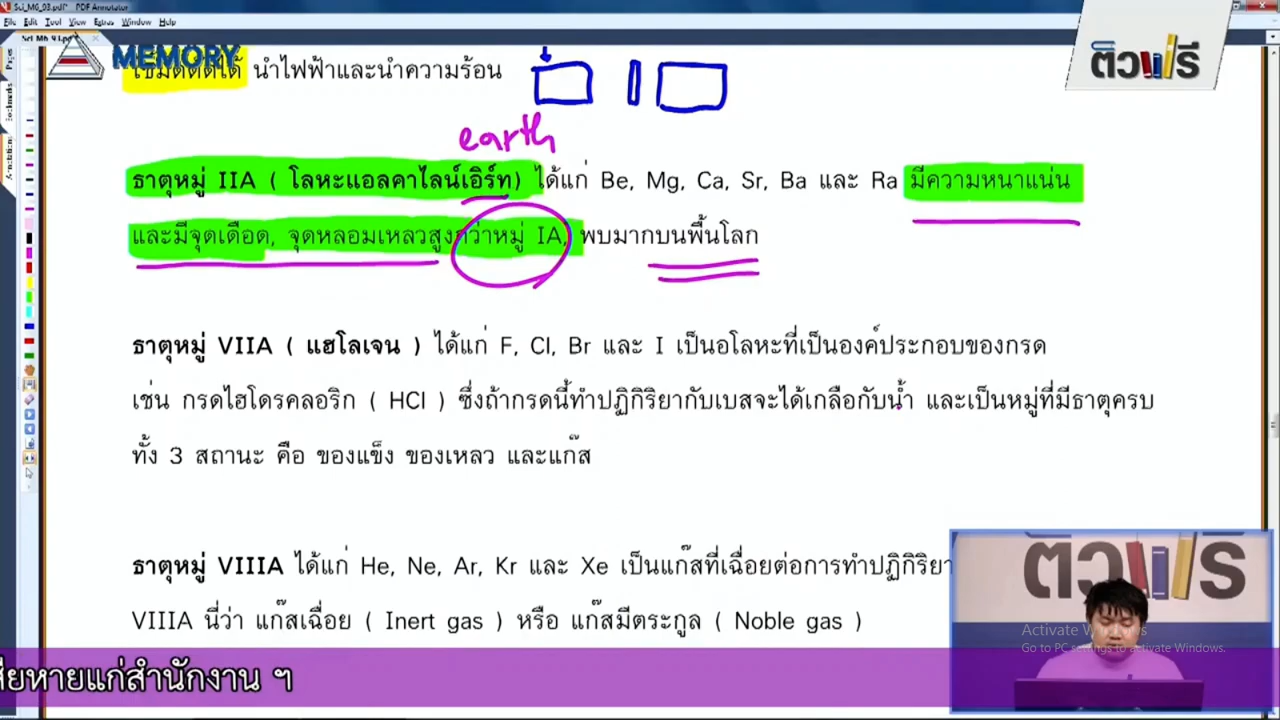 Sci_M6_03.pdf* - PDF Annotator
File Edit Tool View Extras Window Help
MEMORY
ติวฟรี
นำไฟฟ้าและนำความร้อน
earth
ธาตุหมู่ IIA ( โลหะแอลคาไลน์เอิร์ท) ได้แก่ Be, Mg, Ca, Sr, Ba และ Ra มีความหนาแน่น
และมีจุดเดือด, จุดหลอมเหลวสูงกว่าหมู่ IA, พบมากบนพื้นโลก
ธาตุหมู่ VIIA ( แฮโลเจน ) ได้แก่ F, Cl, Br และ I เป็นอโลหะที่เป็นองค์ประกอบของกรด
เช่น กรดไฮโดรคลอริก ( HCl ) ซึ่งถ้ากรดนี้ทำปฏิกิริยากับเบสจะได้เกลือกับน้ำ และเป็นหมู่ที่มีธาตุครบ
ทั้ง 3 สถานะ คือ ของแข็ง ของเหลว และแก๊ส
ธาตุหมู่ VIIIA ได้แก่ He, Ne, Ar, Kr และ Xe เป็นแก๊สที่เฉื่อยต่อการทำปฏิกิริยา
VIIIA นี่ว่า แก๊สเฉื่อย ( Inert gas ) หรือ แก๊สมีตระกูล ( Noble gas )
ติวฟรี
Activate Windows
Go to PC settings to activate Windows.
เสียหายแก่สำนักงาน ฯ